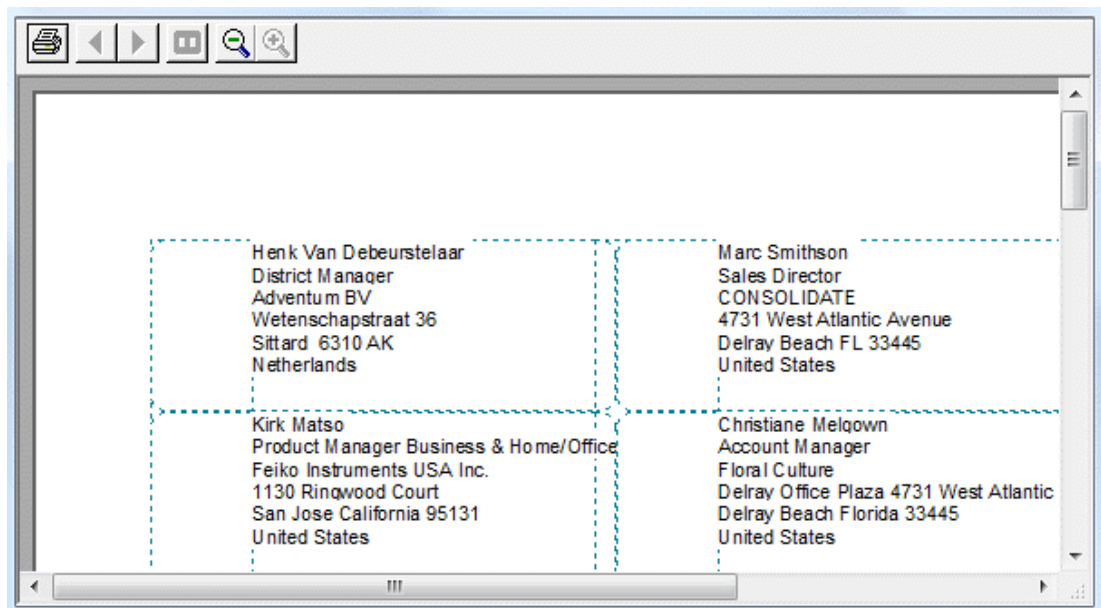 Henk Van Debeurstelaar
District Manager
Adventum BV
Wetenschapstraat 36
Sittard  6310 AK
Netherlands
Marc Smithson
Sales Director
CONSOLIDATE
4731 West Atlantic Avenue
Delray Beach FL 33445
United States
Kirk Matso
Product Manager Business & Home/Office
Feiko Instruments USA Inc.
1130 Ringwood Court
San Jose California 95131
United States
Christiane Melgown
Account Manager
Floral Culture
Delray Office Plaza 4731 West Atlantic
Delray Beach Florida 33445
United States